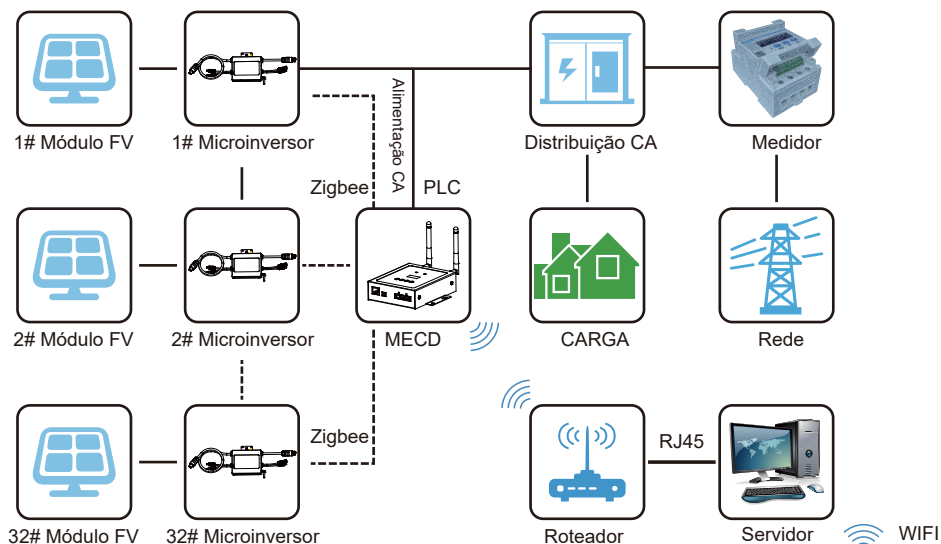 1# Módulo FV
1# Microinversor
Alimentação CA
Distribuição CA
Medidor
Zigbee
PLC
2# Módulo FV
2# Microinversor
MECD
CARGA
Rede
Zigbee
RJ45
32# Módulo FV
32# Microinversor
Roteador
Servidor
WIFI